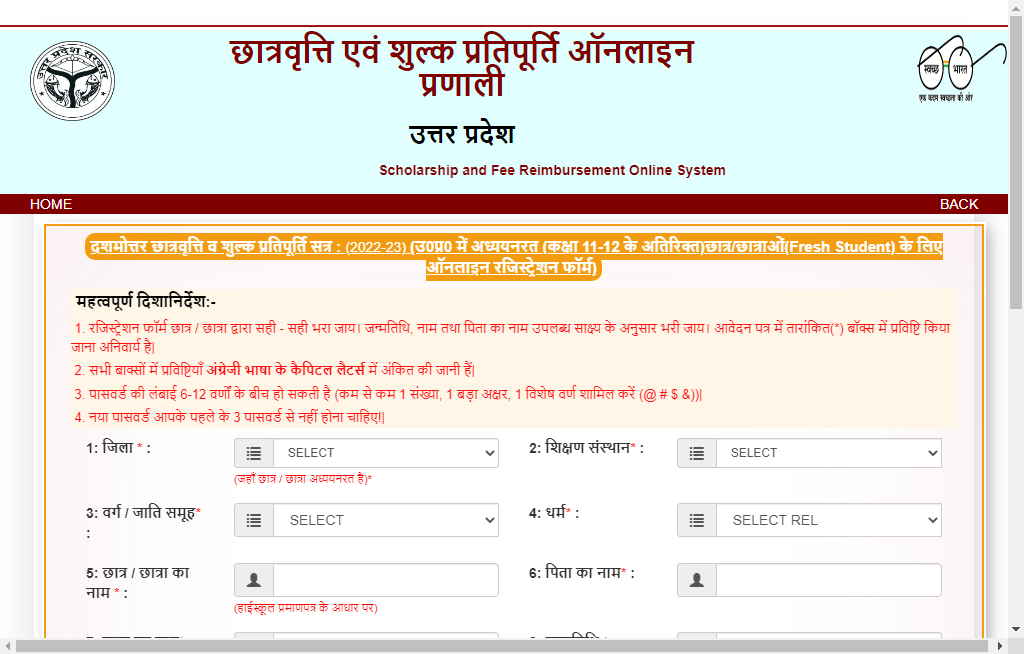 उत्तर प्रदेश सरकार
छात्रवृत्ति एवं शुल्क प्रतिपूर्ति ऑनलाइन
प्रणाली
उत्तर प्रदेश
Scholarship and Fee Reimbursement Online System
स्वच्छ भारत
एक कदम स्वच्छता की ओर
HOME BACK
दशमोत्तर छात्रवृत्ति व शुल्क प्रतिपूर्ति सत्र : (2022-23) (उ0प्र0 में अध्ययनरत (कक्षा 11-12 के अतिरिक्त)छात्र/छात्राओं(Fresh Student) के लिए
ऑनलाइन रजिस्ट्रेशन फॉर्म)
महत्वपूर्ण दिशानिर्देश:-
1. रजिस्ट्रेशन फॉर्म छात्र / छात्रा द्वारा सही - सही भरा जाय। जन्मतिथि, नाम तथा पिता का नाम उपलब्ध साक्ष्य के अनुसार भरी जाय। आवेदन पत्र में तारांकित(*) बॉक्स में प्रविष्टि किया
जाना अनिवार्य है|
2. सभी बाक्सों में प्रविष्टियाँ अंग्रेजी भाषा के कैपिटल लैटर्स में अंकित की जानी हैं|
3. पासवर्ड की लंबाई 6-12 वर्णों के बीच हो सकती है (कम से कम 1 संख्या, 1 बड़ा अक्षर, 1 विशेष वर्ण शामिल करें (@ # $ &))|
4. नया पासवर्ड आपके पहले के 3 पासवर्ड से नहीं होना चाहिए!|
1: जिला * : SELECT 2: शिक्षण संस्थान* : SELECT
(जहाँ छात्र / छात्रा अध्ययनरत है)*
3: वर्ग / जाति समूह* SELECT 4: धर्म* : SELECT REL
:
5: छात्र / छात्रा का 6: पिता का नाम* :
नाम * :
(हाईस्कूल प्रमाणपत्र के आधार पर)